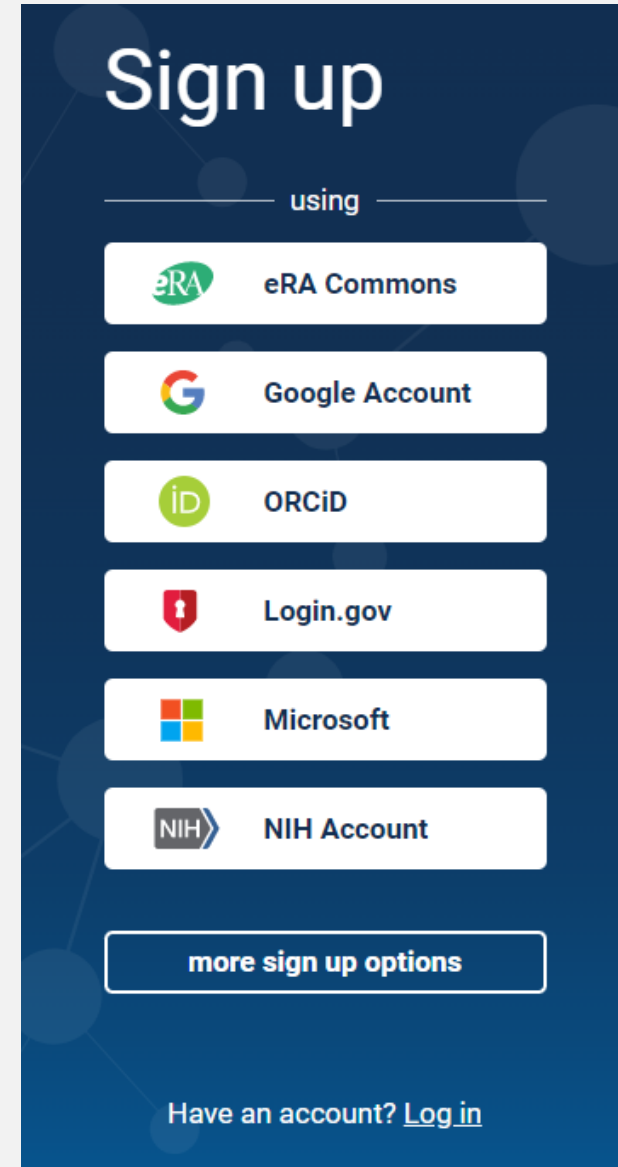 Sign up
using
eRA eRA Commons
Google Account
iD ORCiD
Login.gov
Microsoft
NIH NIH Account
more sign up options
Have an account? Log in